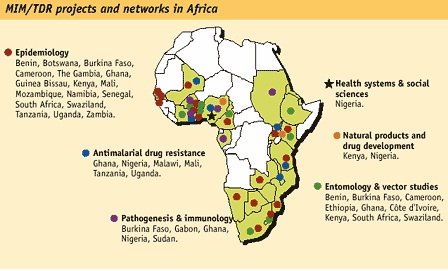 MIM/TDR projects and networks in Africa
Epidemiology
Benin, Botswana, Burkina Faso,
Cameroon, The Gambia, Ghana,
Guinea Bissau, Kenya, Mali,
Mozambique, Namibia, Senegal,
South Africa, Swaziland,
Tanzania, Uganda, Zambia.
Antimalarial drug resistance
Ghana, Nigeria, Malawi, Mali,
Tanzania, Uganda.
Pathogenesis & immunology
Burkina Faso, Gabon, Ghana,
Nigeria, Sudan.
Health systems & social
sciences
Nigeria.
Natural products and
drug development
Kenya, Nigeria.
Entomology & vector studies
Benin, Burkina Faso, Cameroon,
Ethiopia, Ghana, Côte d'Ivoire,
Kenya, South Africa, Swaziland.